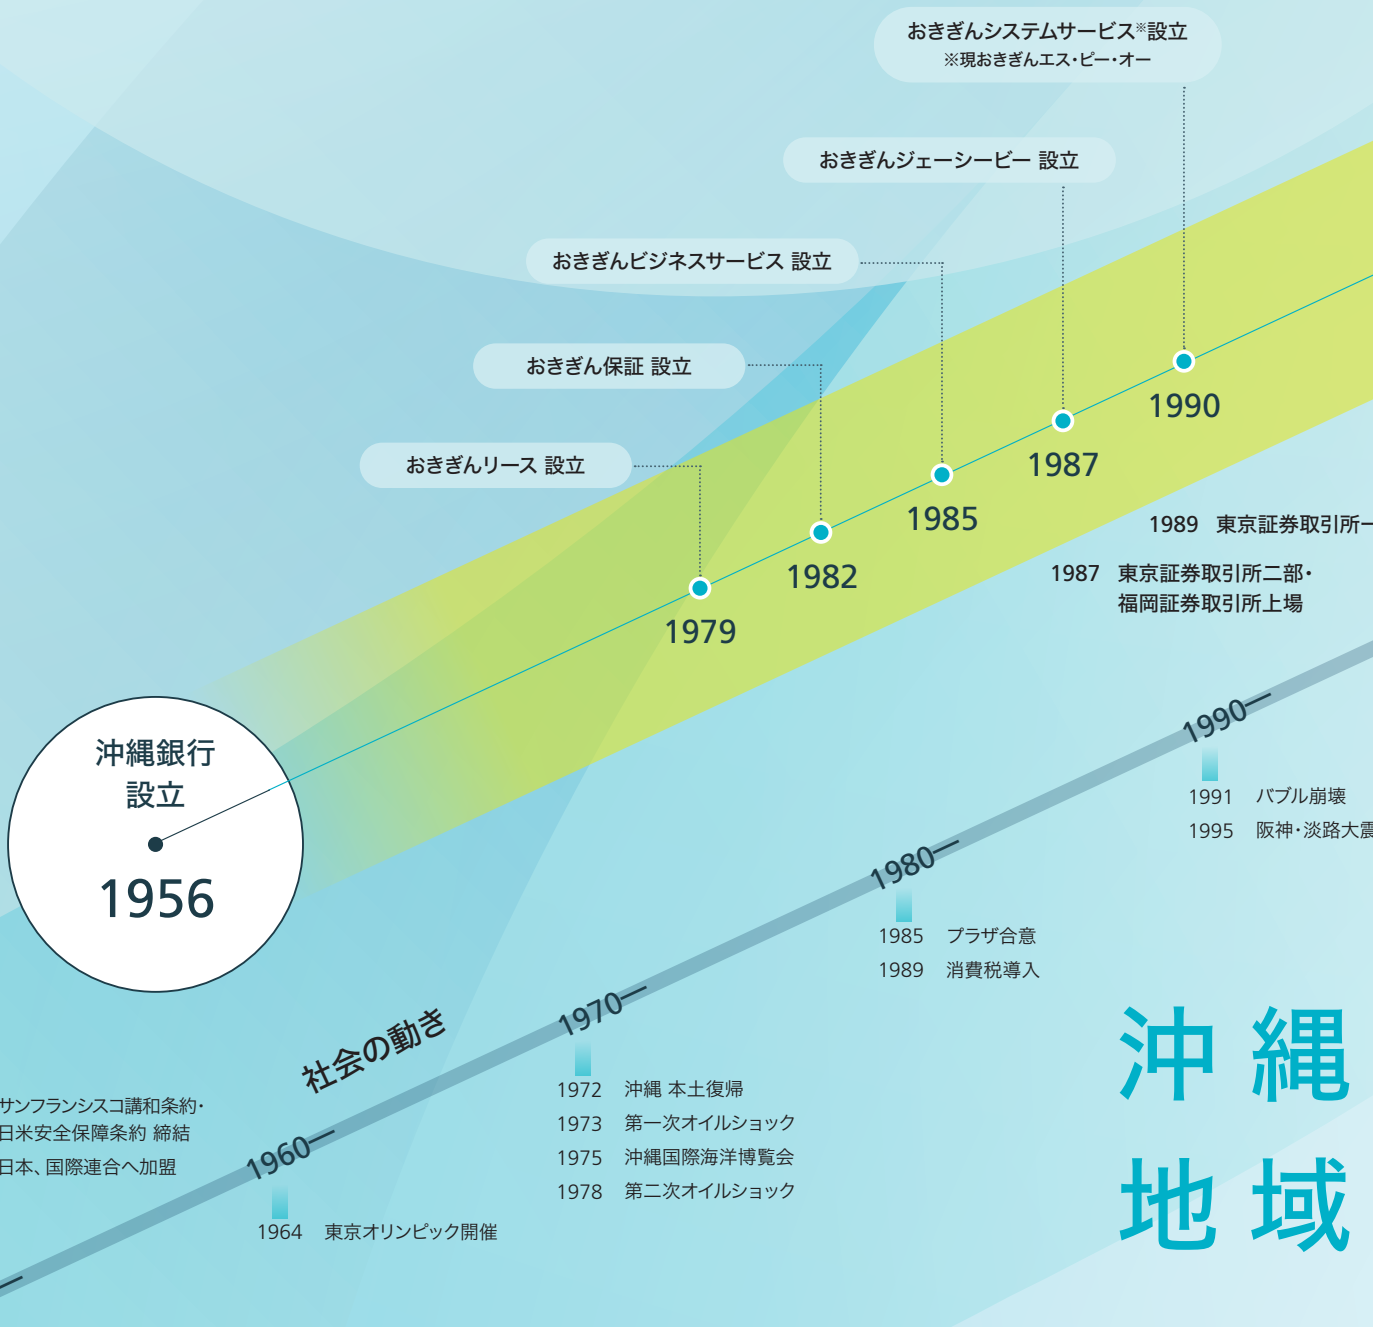 おきぎんシステムサービス※設立
※現おきぎんエス・ピー・オー
おきぎんジェーシービー 設立
おきぎんビジネスサービス 設立
おきぎん保証 設立
おきぎんリース 設立
1990
1987
1985
1982
1979
1989 東京証券取引所一
1987 東京証券取引所二部・
福岡証券取引所上場
沖縄銀行
設立
1956
社会の動き
サンフランシスコ講和条約・
日米安全保障条約 締結
日本、国際連合へ加盟
1960
1964 東京オリンピック開催
1970
1972 沖縄 本土復帰
1973 第一次オイルショック
1975 沖縄国際海洋博覧会
1978 第二次オイルショック
1980
1985 プラザ合意
1989 消費税導入
1990
1991 バブル崩壊
1995 阪神・淡路大震
沖縄
地域